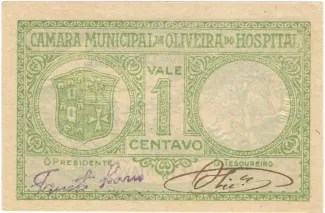 CAMARA MUNICIPAL DE OLIVEIRA DO HOSPITAL
VALE
1
CENTAVO
O PRESIDENTE
O TESOUREIRO